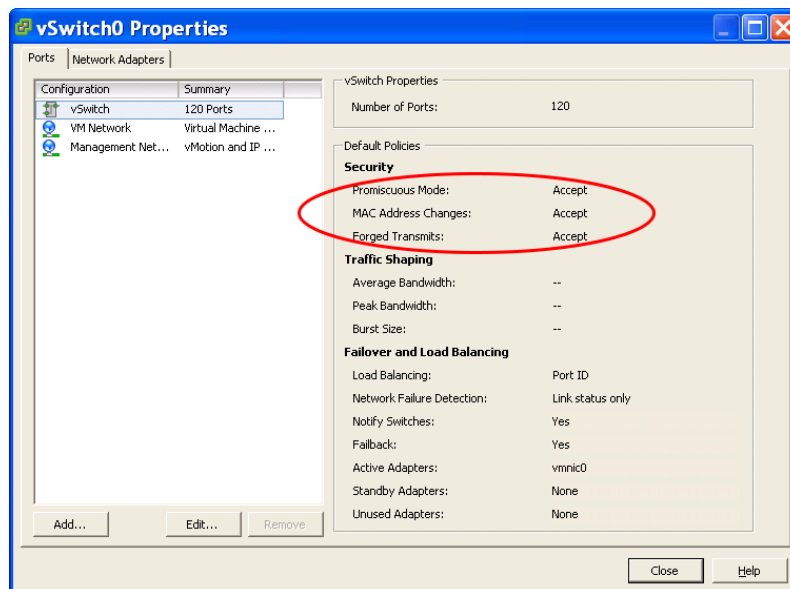 vSwitch0 Properties
Ports Network Adapters
Configuration Summary
vSwitch 120 Ports
VM Network Virtual Machine ...
Management Net... vMotion and IP ...
Add... Edit... Remove
vSwitch Properties
Number of Ports: 120
Default Policies
Security
Promiscuous Mode: Accept
MAC Address Changes: Accept
Forged Transmits: Accept
Traffic Shaping
Average Bandwidth: --
Peak Bandwidth: --
Burst Size: --
Failover and Load Balancing
Load Balancing: Port ID
Network Failure Detection: Link status only
Notify Switches: Yes
Failback: Yes
Active Adapters: vmnic0
Standby Adapters: None
Unused Adapters: None
Close Help